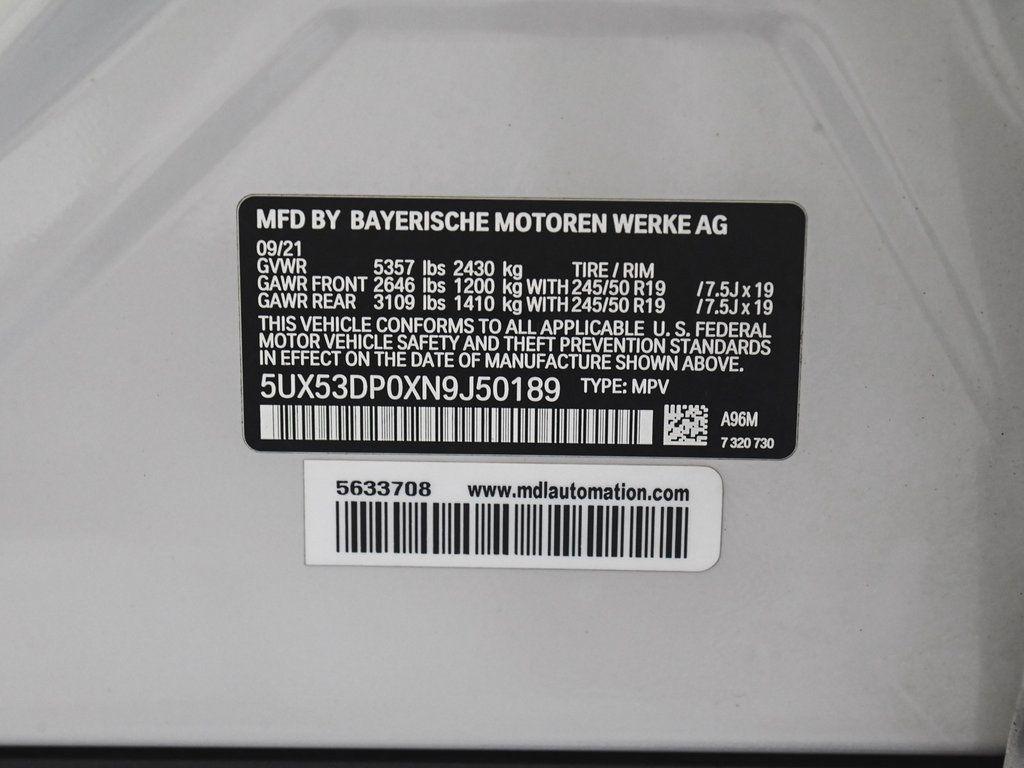 MFD BY BAYERISCHE MOTOREN WERKE AG
09/21
GVWR 5357 lbs 2430 kg TIRE / RIM
GAWR FRONT 2646 lbs 1200 kg WITH 245/50 R19 /7.5J x 19
GAWR REAR 3109 lbs 1410 kg WITH 245/50 R19 /7.5J x 19
THIS VEHICLE CONFORMS TO ALL APPLICABLE U. S. FEDERAL
MOTOR VEHICLE SAFETY AND THEFT PREVENTION STANDARDS
IN EFFECT ON THE DATE OF MANUFACTURE SHOWN ABOVE.
5UX53DP0XN9J50189 TYPE: MPV
A96M
7 320 730
5633708 www.mdlautomation.com